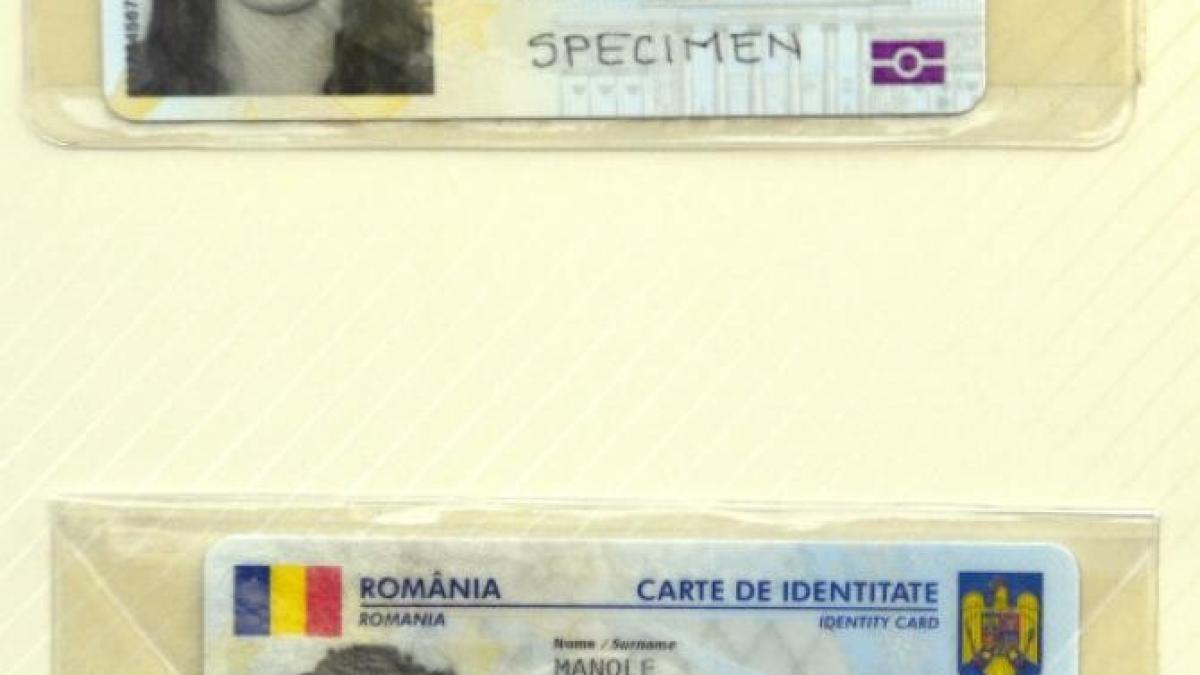 SPECIMEN
ROMÂNIA
CARTE DE IDENTITATE
ROMANIA
IDENTITY CARD
Nume / Surname
MANOLE